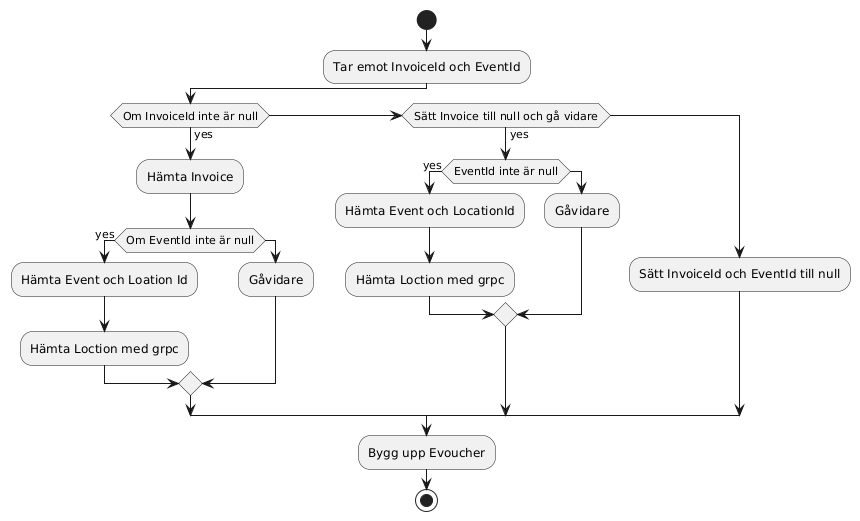 Tar emot InvoiceId och EventId
Om InvoiceId inte är null
yes
Hämta Invoice
Om EventId inte är null
yes
Hämta Event och Loation Id
Hämta Loction med grpc
Gåvidare
Sätt Invoice till null och gå vidare
yes
EventId inte är null
yes
Hämta Event och LocationId
Hämta Loction med grpc
Gåvidare
Sätt InvoiceId och EventId till null
Bygg upp Evoucher